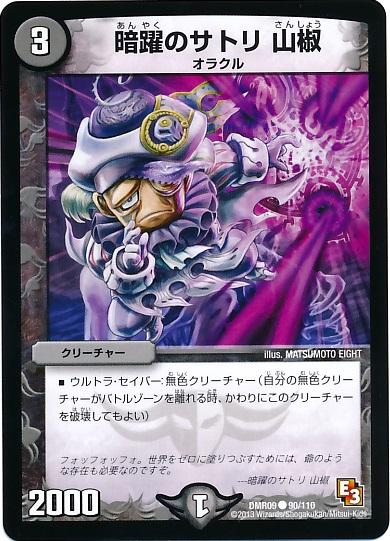 3
あんやく さんしょう
暗躍のサトリ 山椒
オラクル
クリーチャー
illus. MATSUMOTO EIGHT
■ ウルトラ・セイバー:無色クリーチャー(自分の無色クリー
チャーがバトルゾーンを離れる時、かわりにこのクリーチャー
を破壊してもよい)
フォッフォッフォ。世界をゼロに塗りつぶすためには、爺のよう
な存在も必要なのですぞ。
---暗躍のサトリ 山椒
2000
1
DMR09 90/110
E3
©2013 Wizards/Shogakukan/Mitsui-Kids